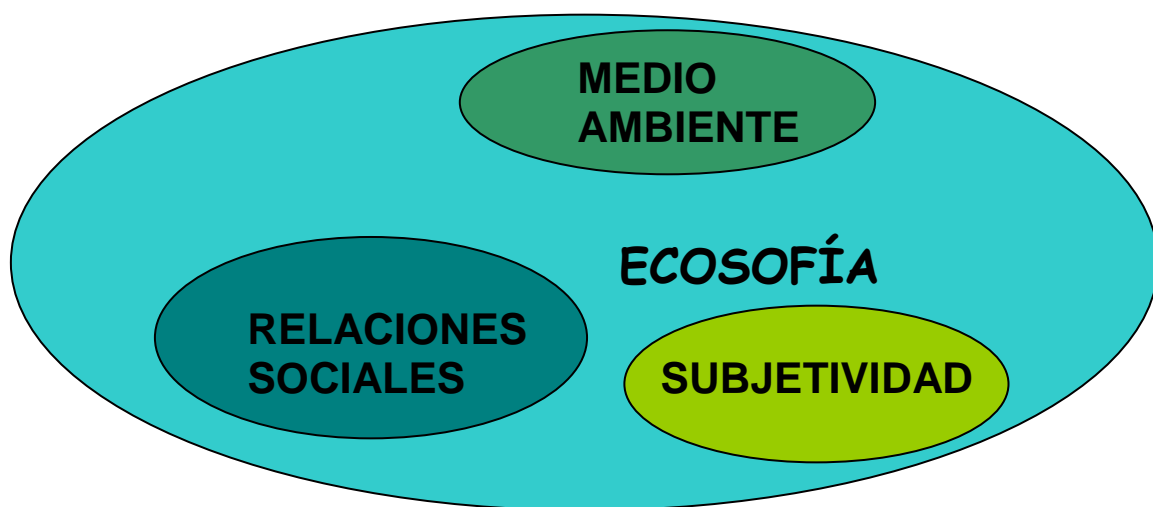 MEDIO
AMBIENTE
ECOSOFÍA
RELACIONES
SOCIALES
SUBJETIVIDAD